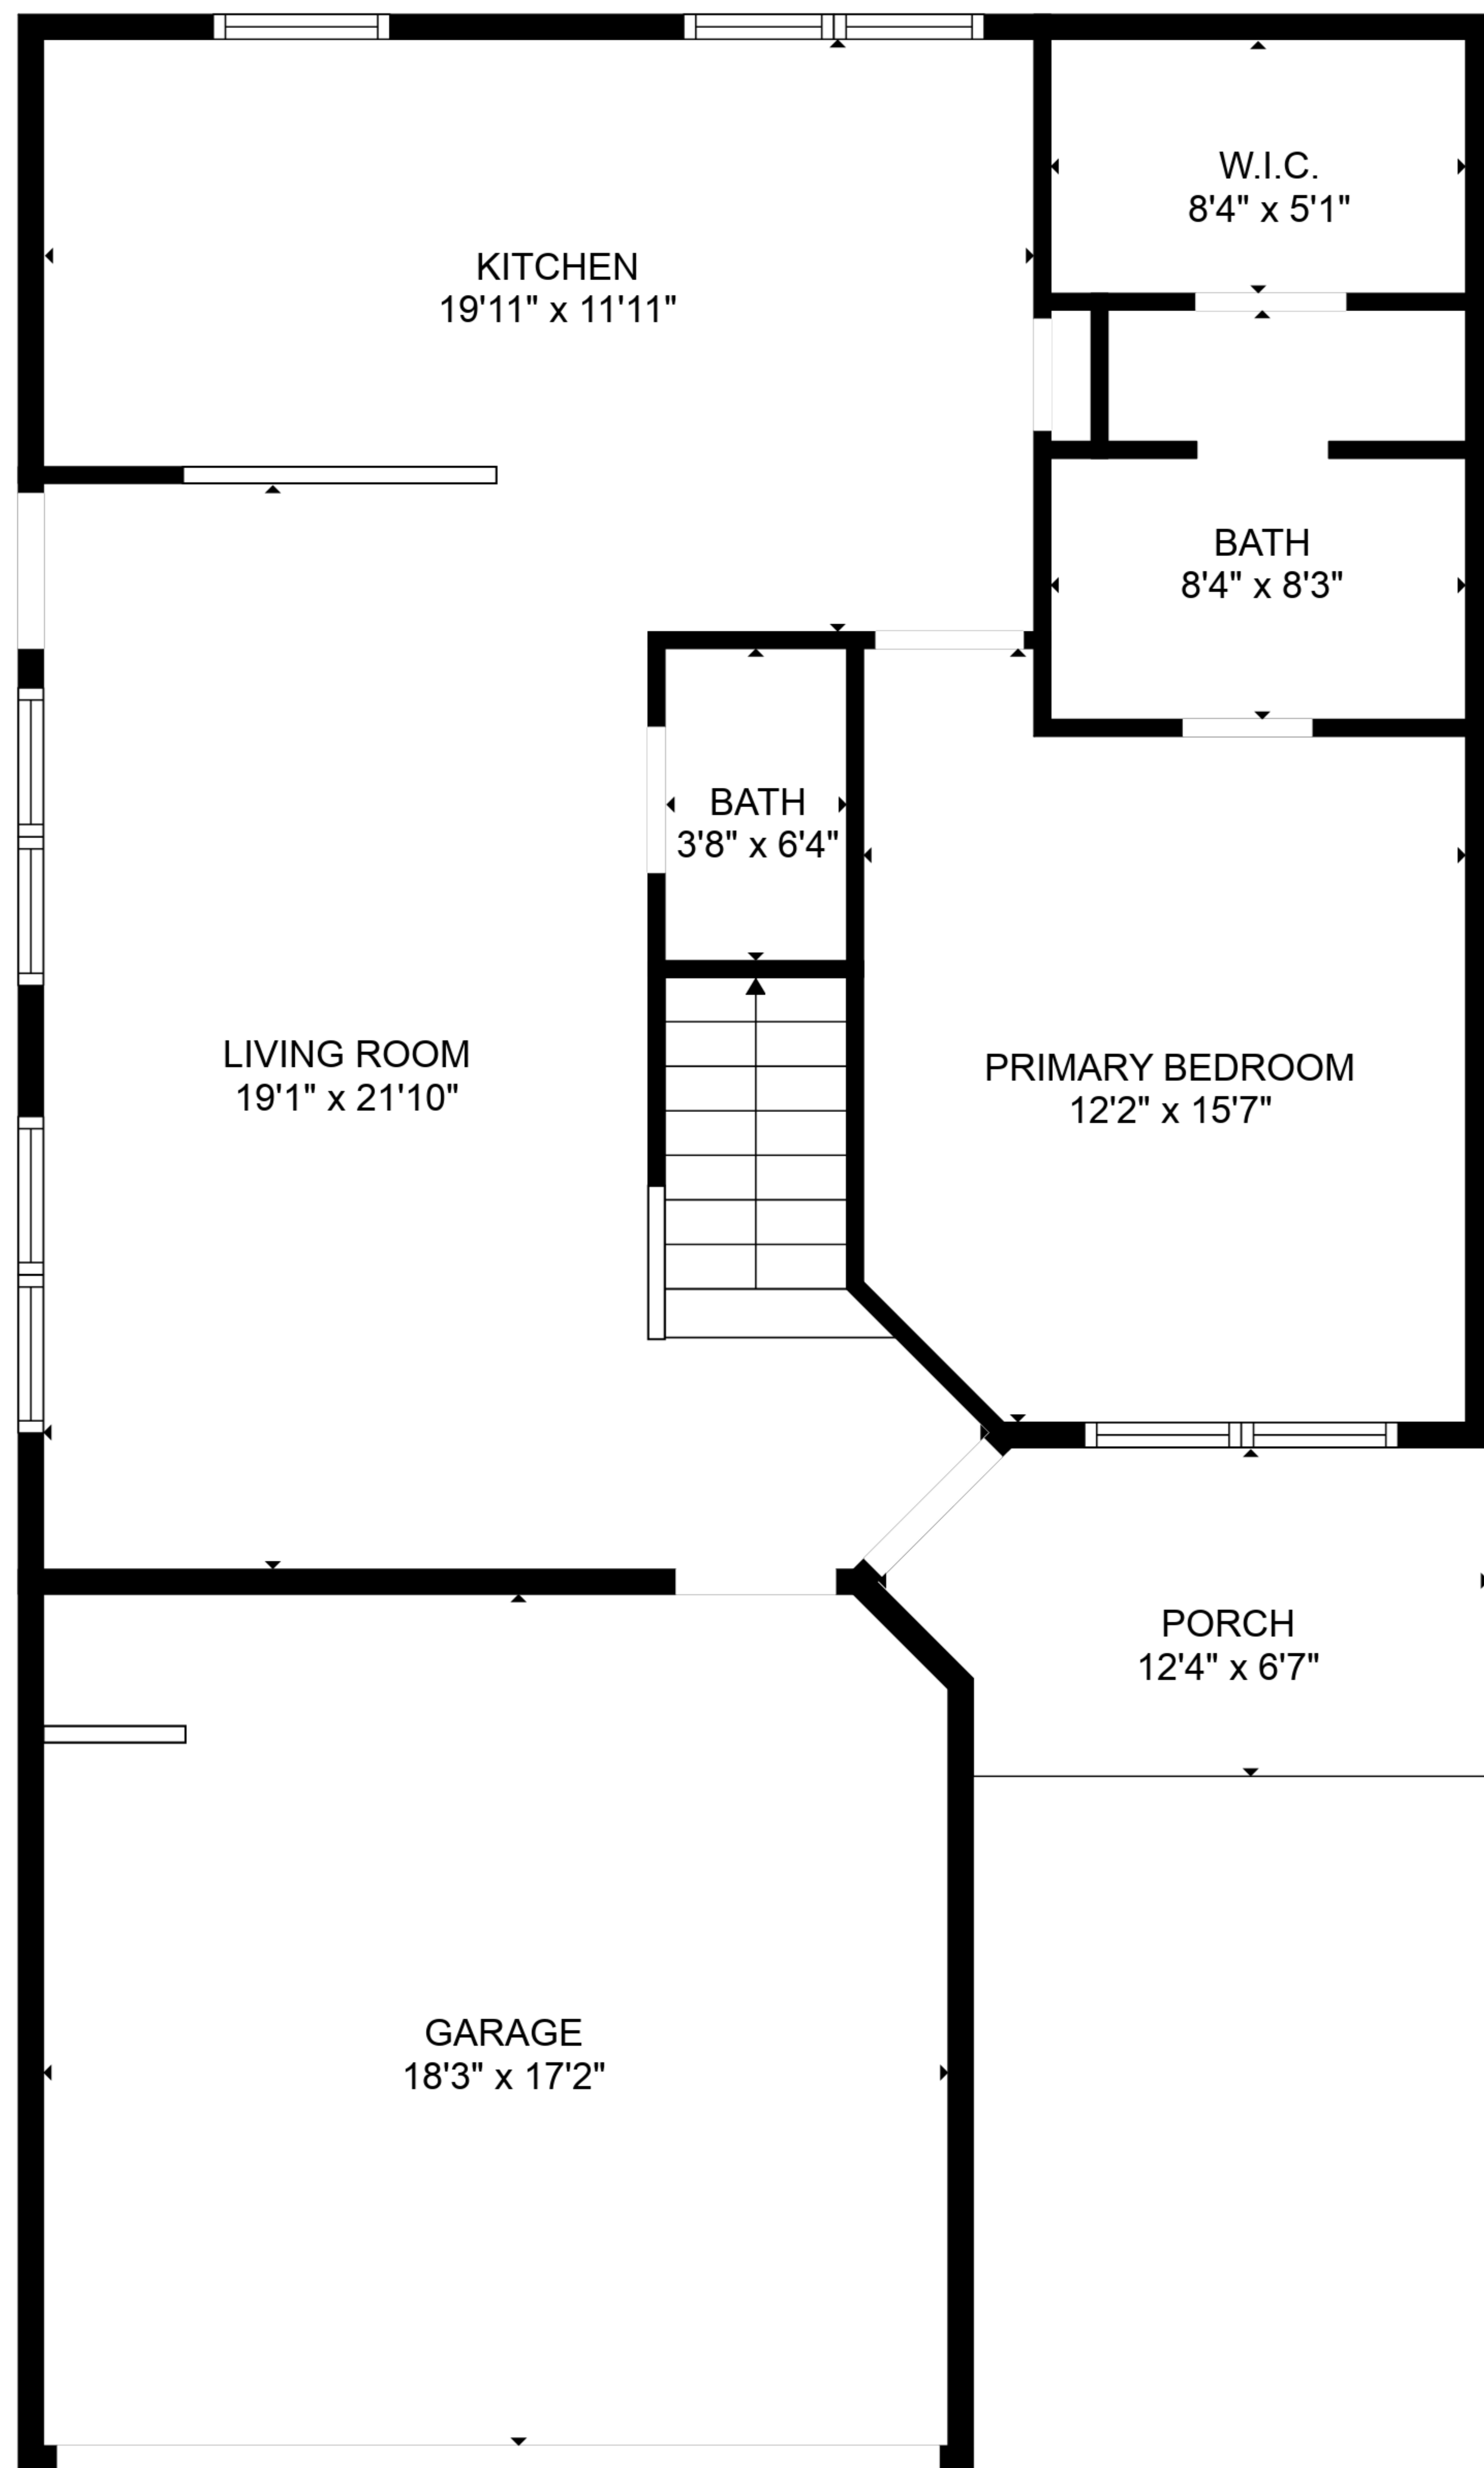 W.I.C.
8'4" x 5'1"
KITCHEN
19'11" x 11'11"
BATH
8'4" x 8'3"
BATH
3'8" x 6'4"
LIVING ROOM
19'1" x 21'10"
PRIMARY BEDROOM
12'2" x 15'7"
PORCH
12'4" x 6'7"
GARAGE
18'3" x 17'2"